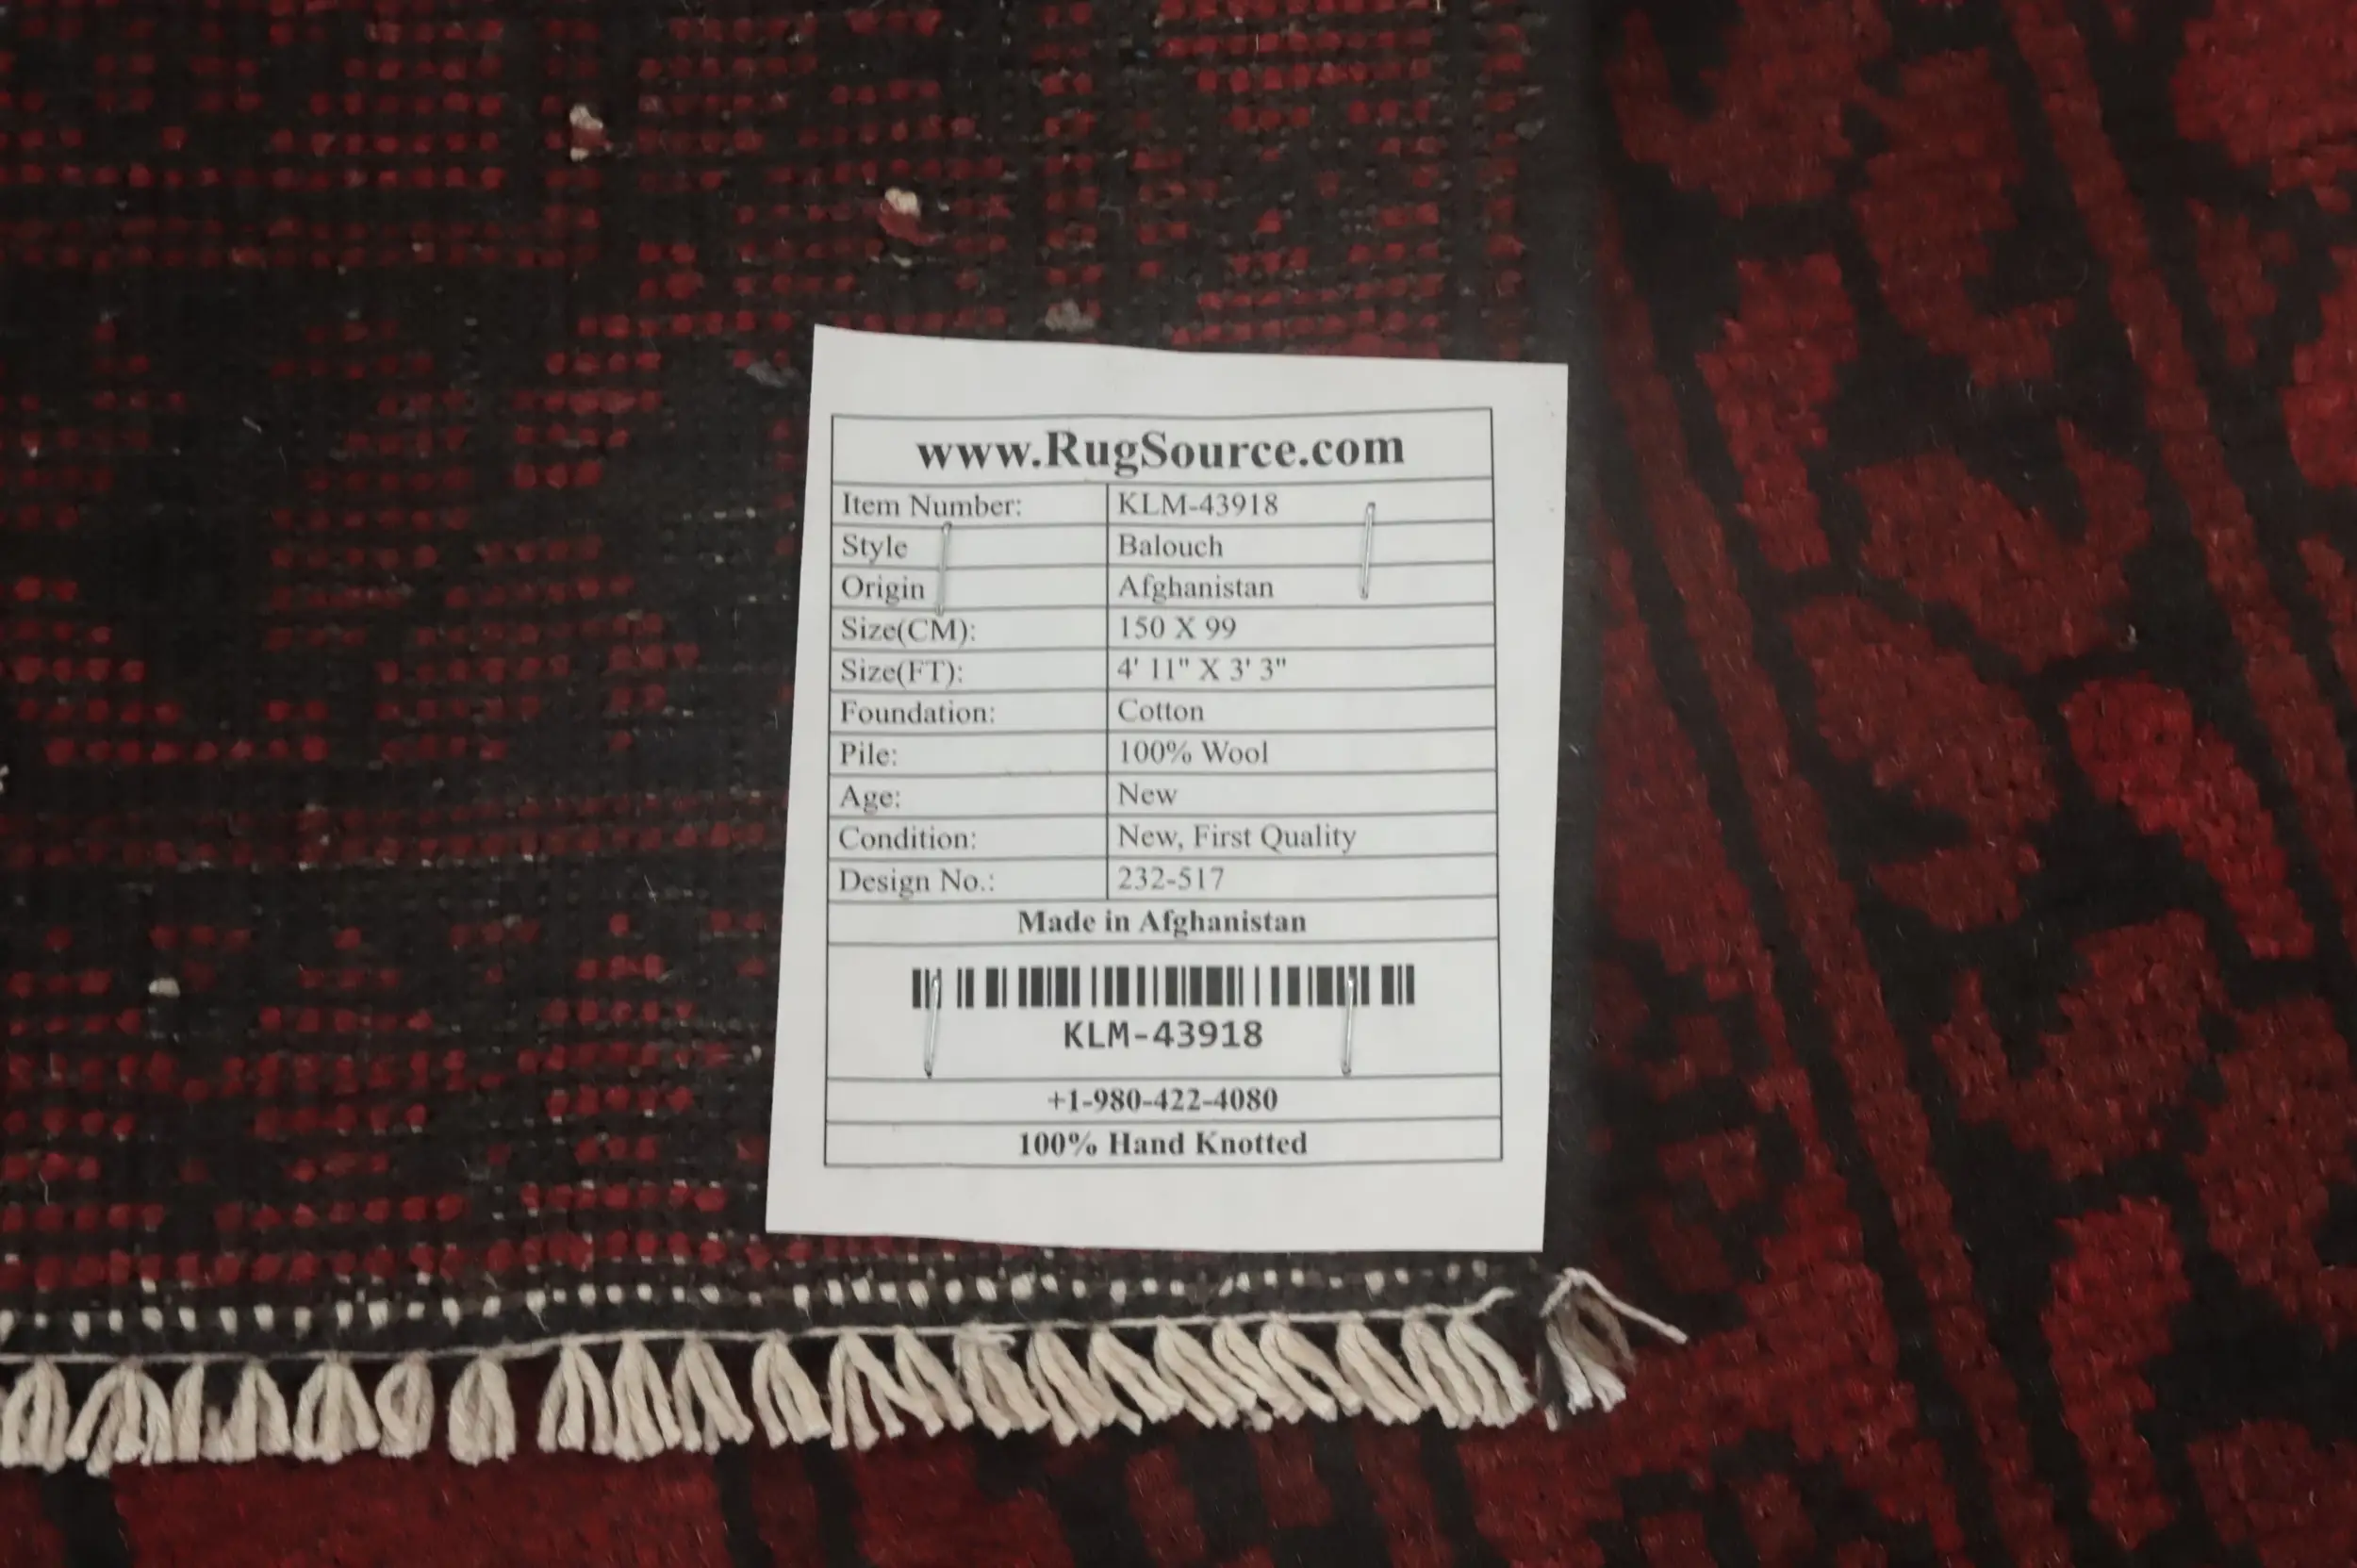 www.RugSource.com
Item Number: KLM-43918
Style Balouch
Origin Afghanistan
Size(CM): 150 X 99
Size(FT): 4' 11" X 3' 3"
Foundation: Cotton
Pile: 100% Wool
Age: New
Condition: New, First Quality
Design No.: 232-517
Made in Afghanistan
KLM-43918
+1-980-422-4080
100% Hand Knotted